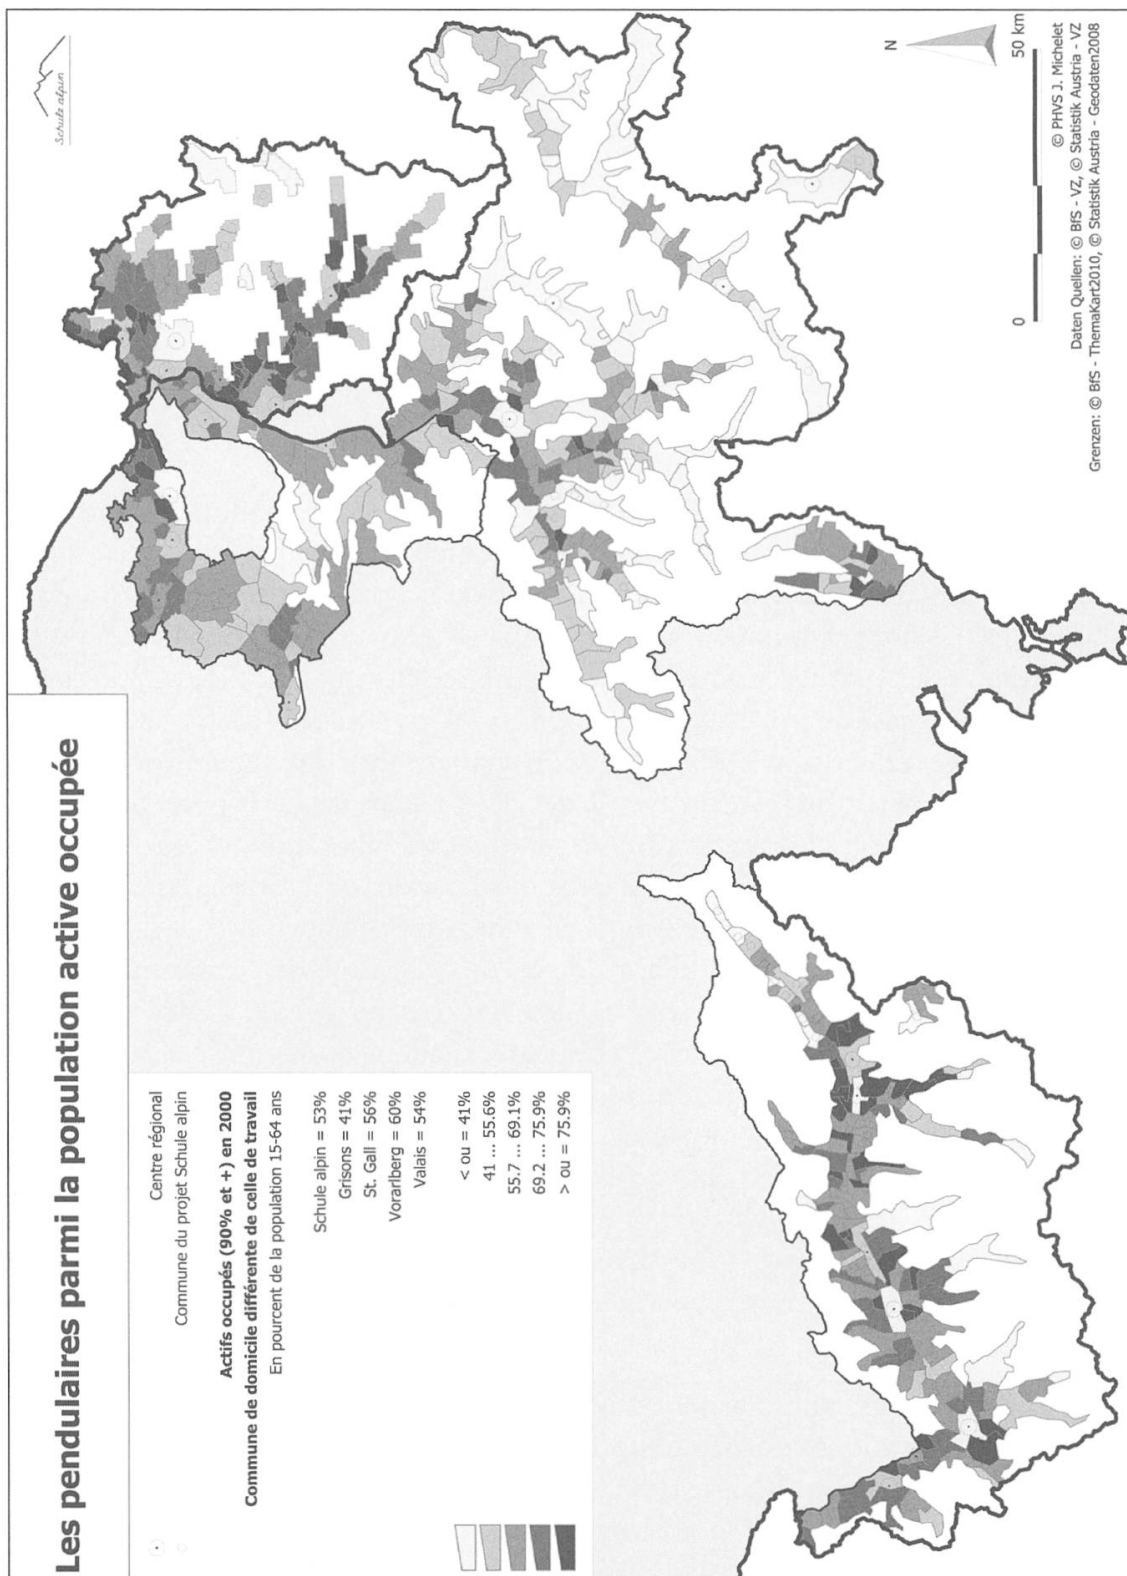 Les pendulaires parmi la population active occupée
Schule alpin
Centre régional
Commune du projet Schule alpin
Actifs occupés (90% et +) en 2000
Commune de domicile différente de celle de travail
En pourcent de la population 15-64 ans
Schule alpin = 53%
Grisons = 41%
St. Gall = 56%
Vorarlberg = 60%
Valais = 54%
< ou = 41%
41 ... 55.6%
55.7 ... 69.1%
69.2 ... 75.9%
> ou = 75.9%
N
0 50 km
© PHVS J. Michelet
Daten Quellen: © BfS - VZ, © Statistik Austria - VZ
Grenzen: © BfS - ThemaKart2010, © Statistik Austria - Geodaten2008